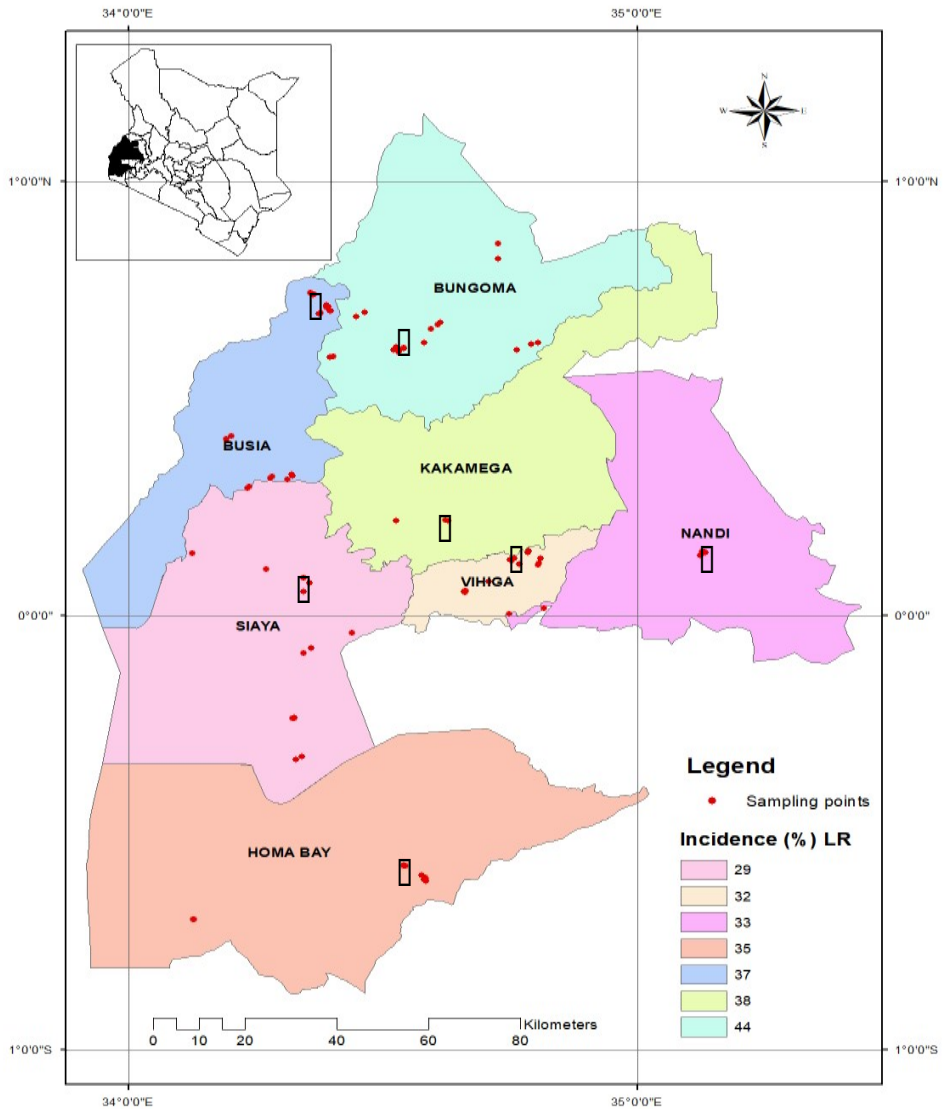 34°0'0"E 35°0'0"E
N
W E
S
1°0'0"N 1°0'0"N
BUNGOMA
BUSIA
KAKAMEGA
NANDI
VIHIGA
0°0'0" 0°0'0"
SIAYA
Legend
Sampling points
Incidence (%) LR
HOMA BAY
29
32
33
35
37
38
44
Kilometers
0 10 20 40 60 80
1°0'0"S 1°0'0"S
34°0'0"E 35°0'0"E